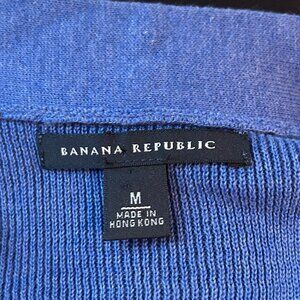 BANANA REPUBLIC
M
MADE IN
HONG KONG